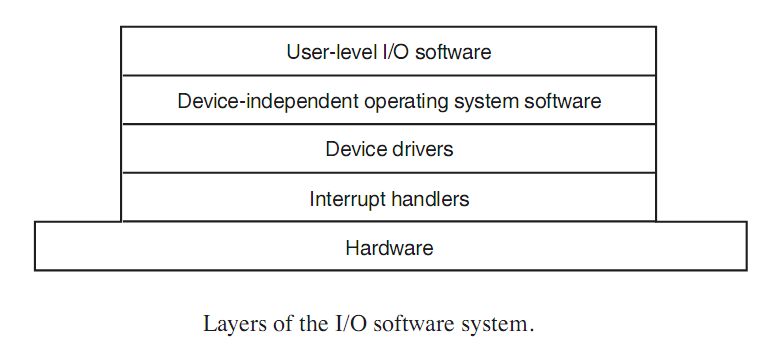 User-level I/O software
Device-independent operating system software
Device drivers
Interrupt handlers
Hardware
Layers of the I/O software system.